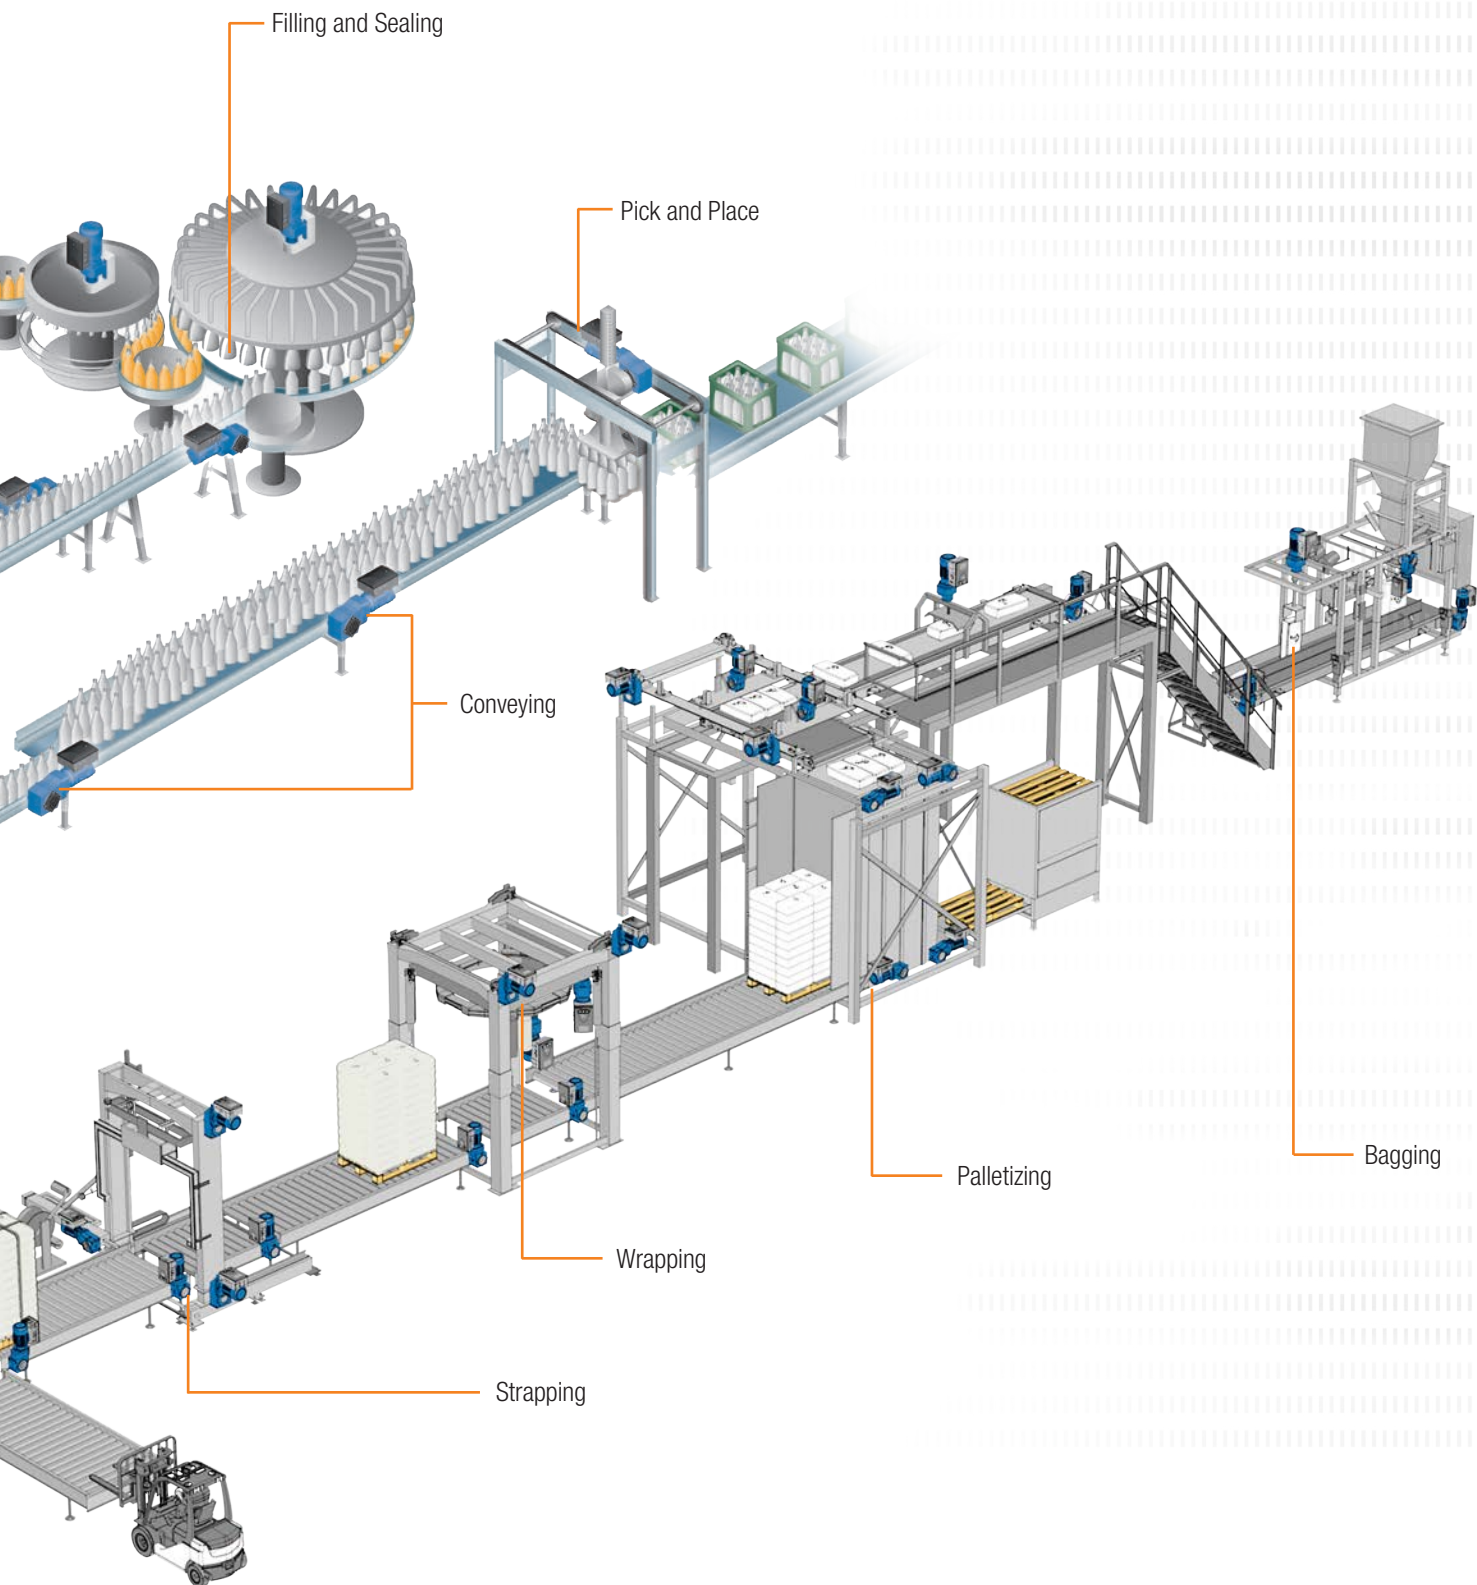 Filling and Sealing
Pick and Place
Conveying
Bagging
Palletizing
Wrapping
Strapping